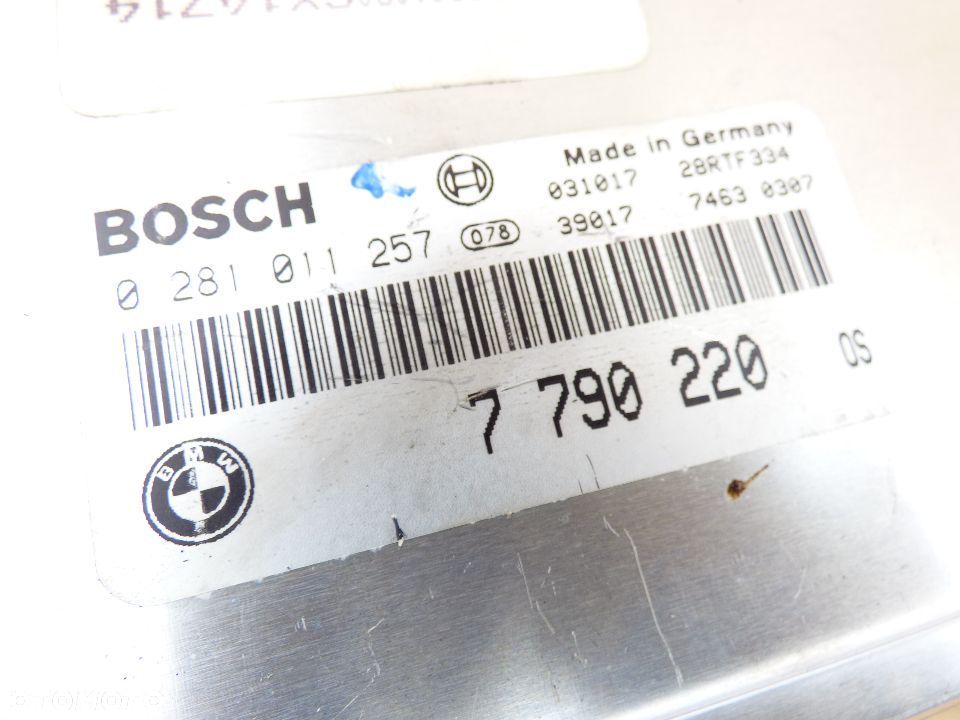 14714
Made in Germany
BOSCH
031017 28RTF334
0 281 011 257 078 39017 7463 0307
7 790 220 OS
BMW